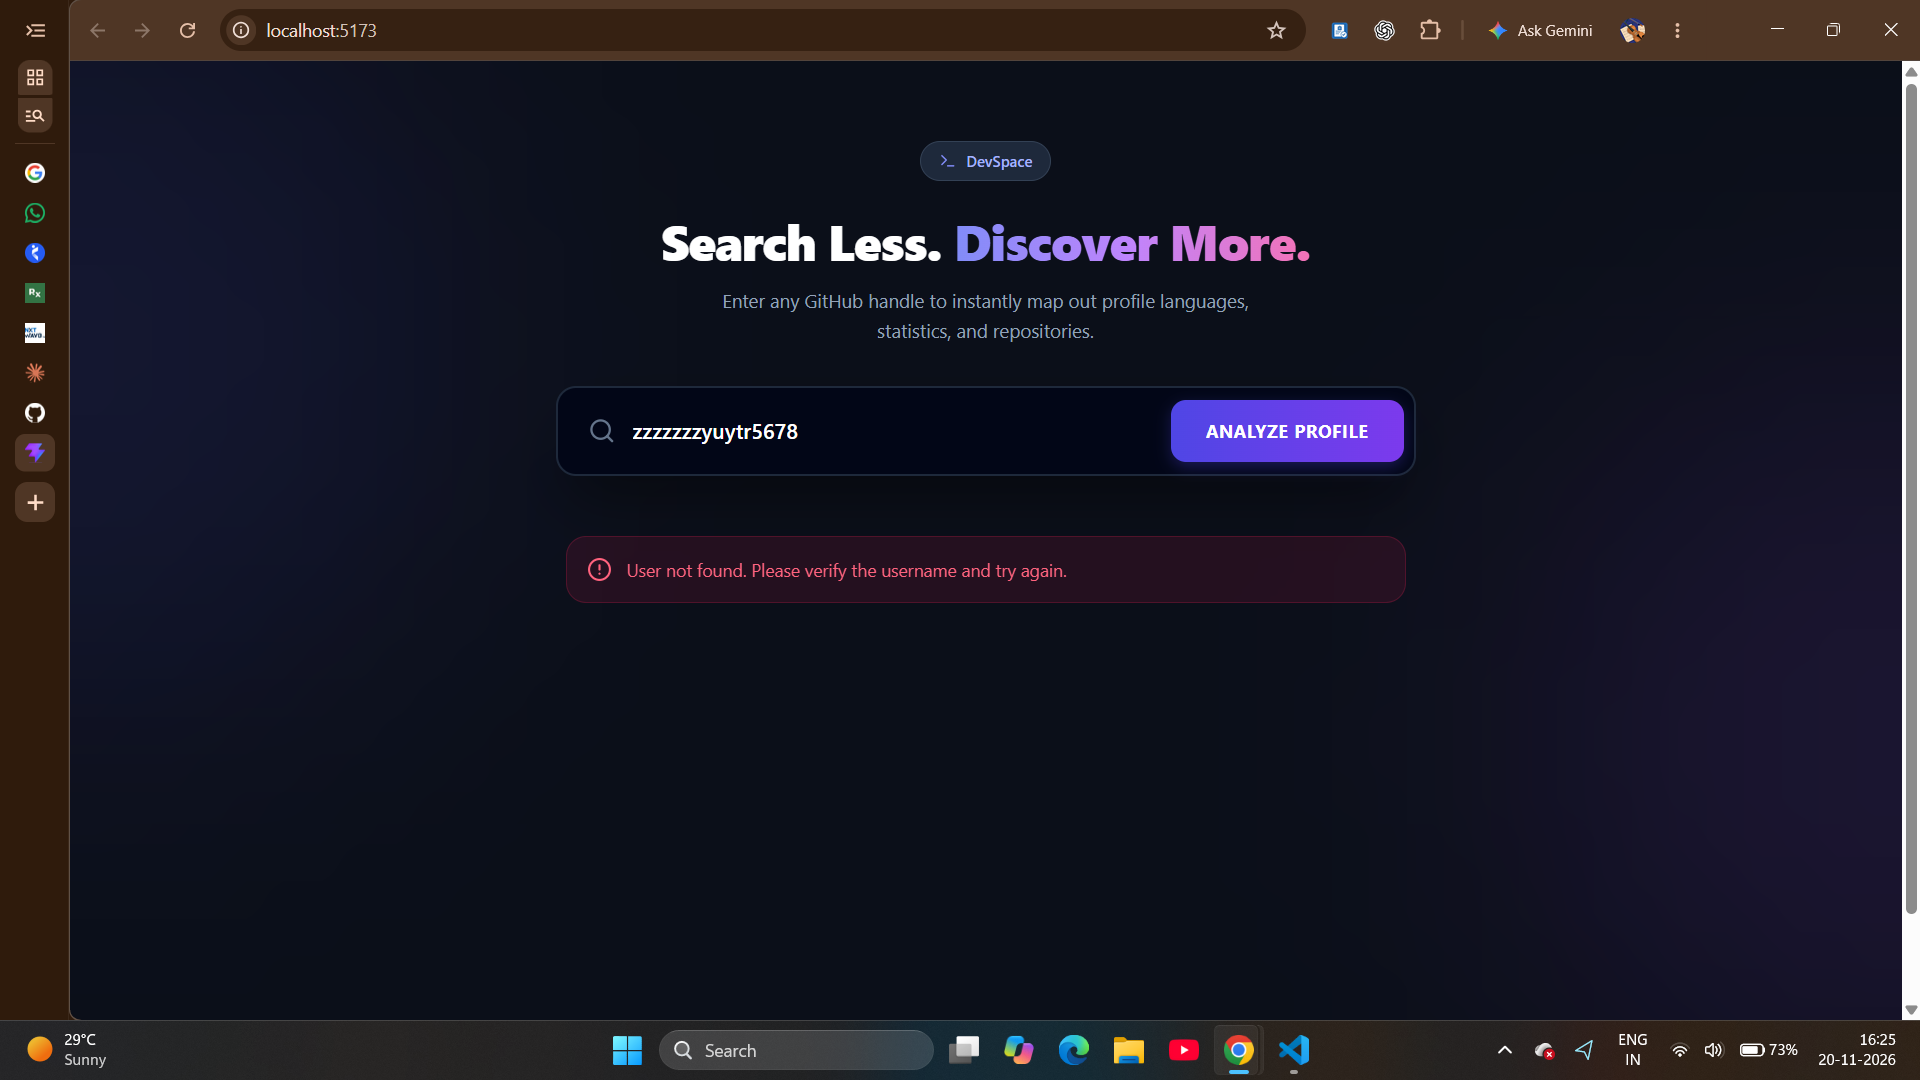 localhost:5173
Ask Gemini
DevSpace
Search Less. Discover More.
Enter any GitHub handle to instantly map out profile languages,
statistics, and repositories.
zzzzzzzyuytr5678
ANALYZE PROFILE
User not found. Please verify the username and try again.
29°C
Sunny
Search
ENG
IN
73%
16:25
20-11-2026